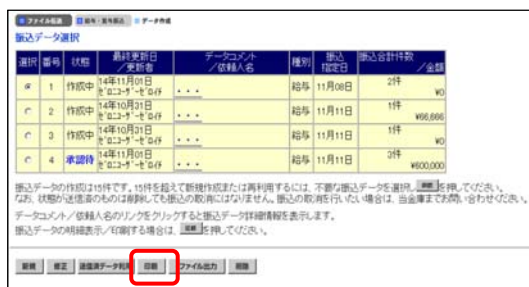 ファイル伝送 給与・賞与振込 データ作成
振込データ選択
選択 番号 状態 最終更新日／更新者 データコメント／依頼人名 種別 振込指定日 振込合計件数／金額
1 作成中 14年11月01日 ... 給与 11月08日 2件 ¥0
2 作成中 14年10月31日 ... 給与 11月11日 1件 ¥66,666
3 作成中 14年10月31日 ... 給与 11月11日 1件 ¥0
4 承認待 14年11月01日 ... 給与 11月11日 3件 ¥600,000
振込データの作成は15件です。15件を超えて新規作成または再利用するには、不要な振込データを選択し 削除 を押してください。
なお、状態が送信済のものは削除しても振込の取消にはなりません。振込の取消を行いたい場合は、当金庫までお問い合わせください。
データコメント／依頼人名のリンクをクリックすると振込データ詳細情報を表示します。
振込データの明細表示／印刷する場合は、印刷 を押してください。
新規 修正 送信済データ利用 印刷 ファイル出力 削除